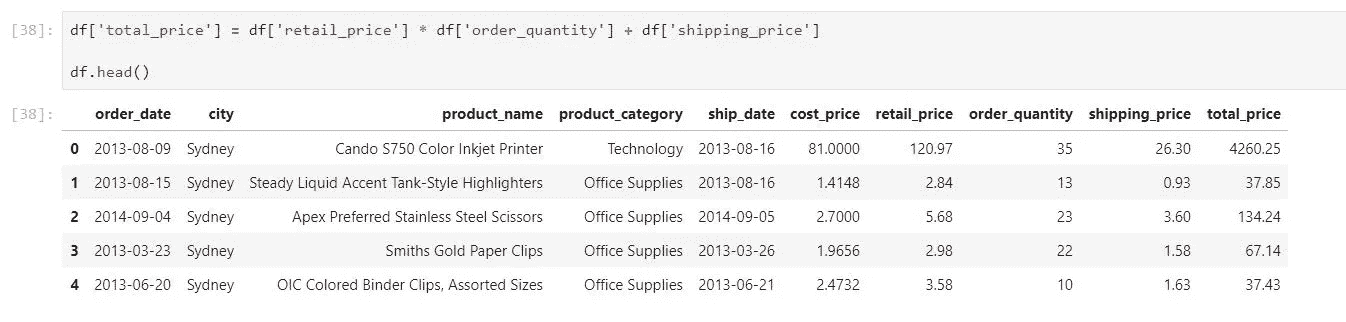 [38]: df['total_price'] = df['retail_price'] * df['order_quantity'] + df['shipping_price']
df.head()
[38]: order_date city product_name product_category ship_date cost_price retail_price order_quantity shipping_price total_price
0 2013-08-09 Sydney Cando S750 Color Inkjet Printer Technology 2013-08-16 81.0000 120.97 35 26.30 4260.25
1 2013-08-15 Sydney Steady Liquid Accent Tank-Style Highlighters Office Supplies 2013-08-16 1.4148 2.84 13 0.93 37.85
2 2014-09-04 Sydney Apex Preferred Stainless Steel Scissors Office Supplies 2014-09-05 2.7000 5.68 23 3.60 134.24
3 2013-03-23 Sydney Smiths Gold Paper Clips Office Supplies 2013-03-26 1.9656 2.98 22 1.58 67.14
4 2013-06-20 Sydney OIC Colored Binder Clips, Assorted Sizes Office Supplies 2013-06-21 2.4732 3.58 10 1.63 37.43